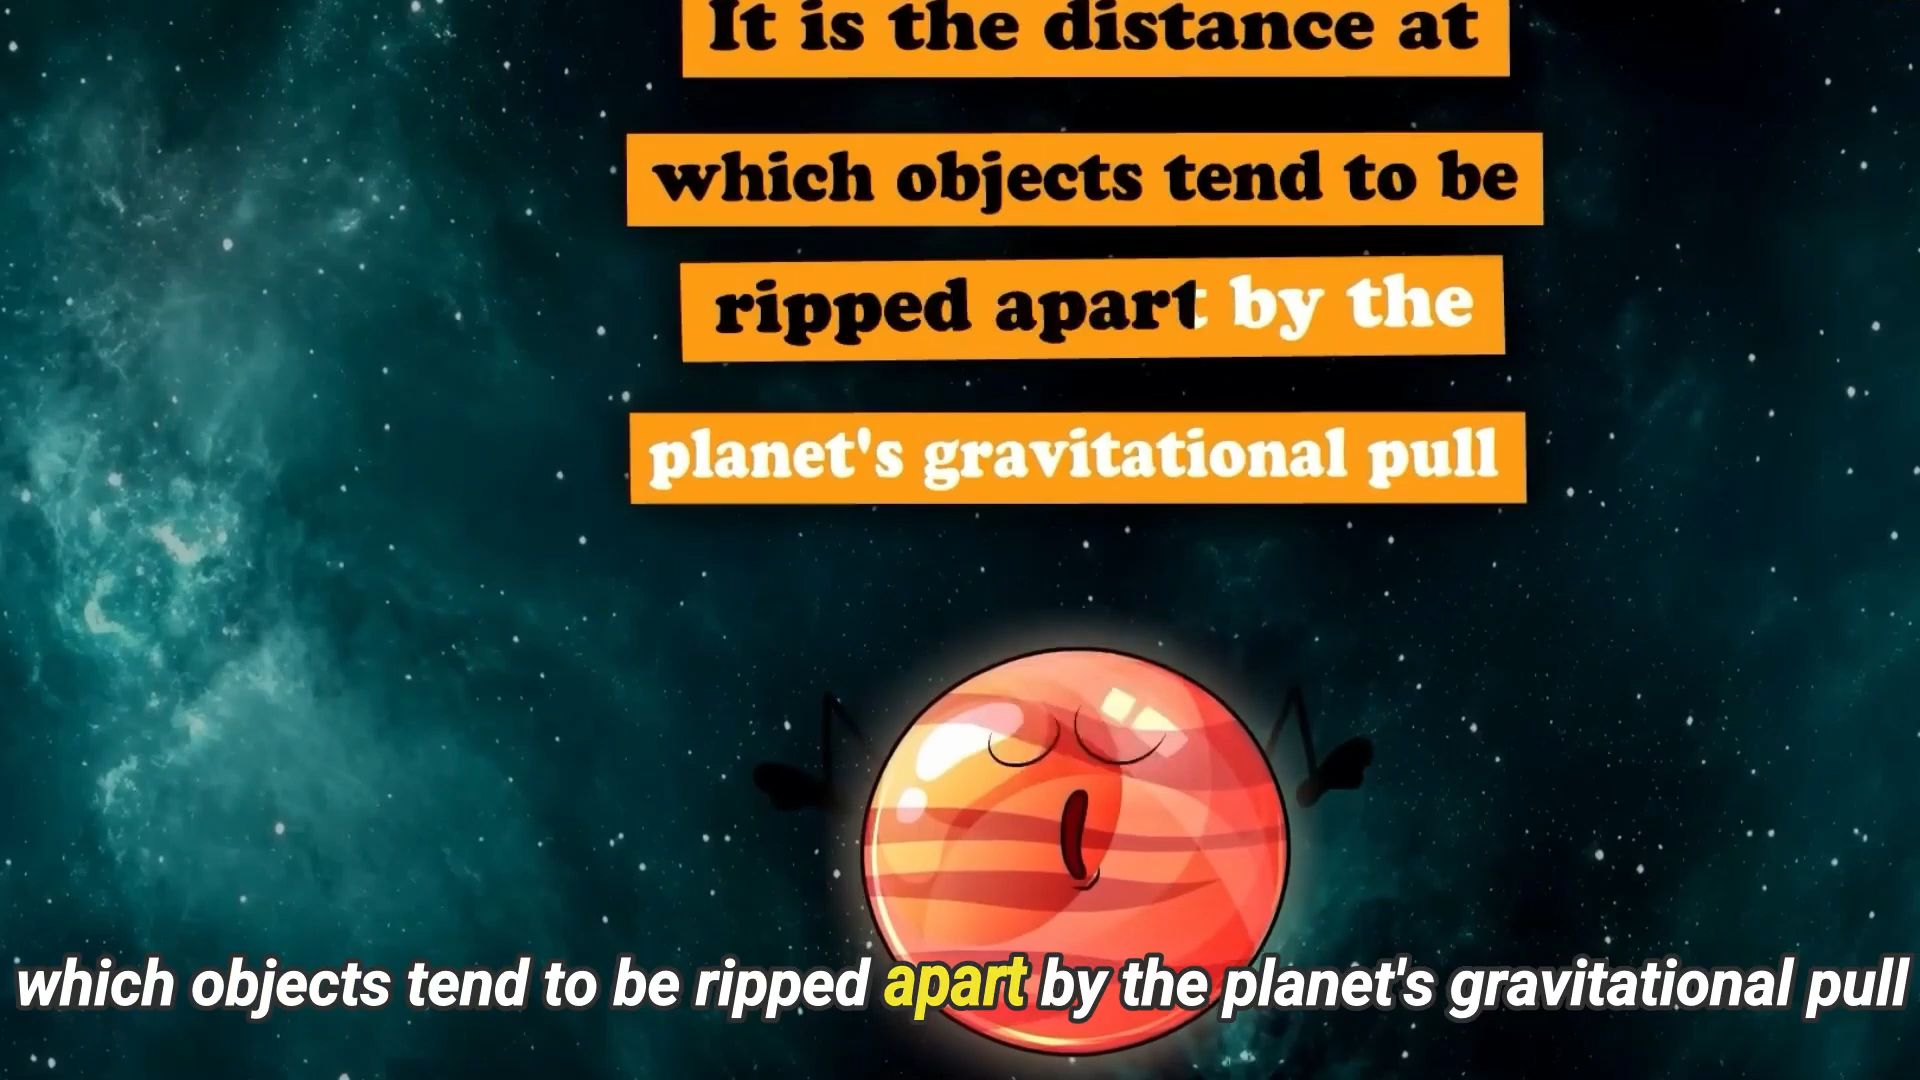 It is the distance at
which objects tend to be
ripped apart by the
planet's gravitational pull
which objects tend to be ripped apart by the planet's gravitational pull